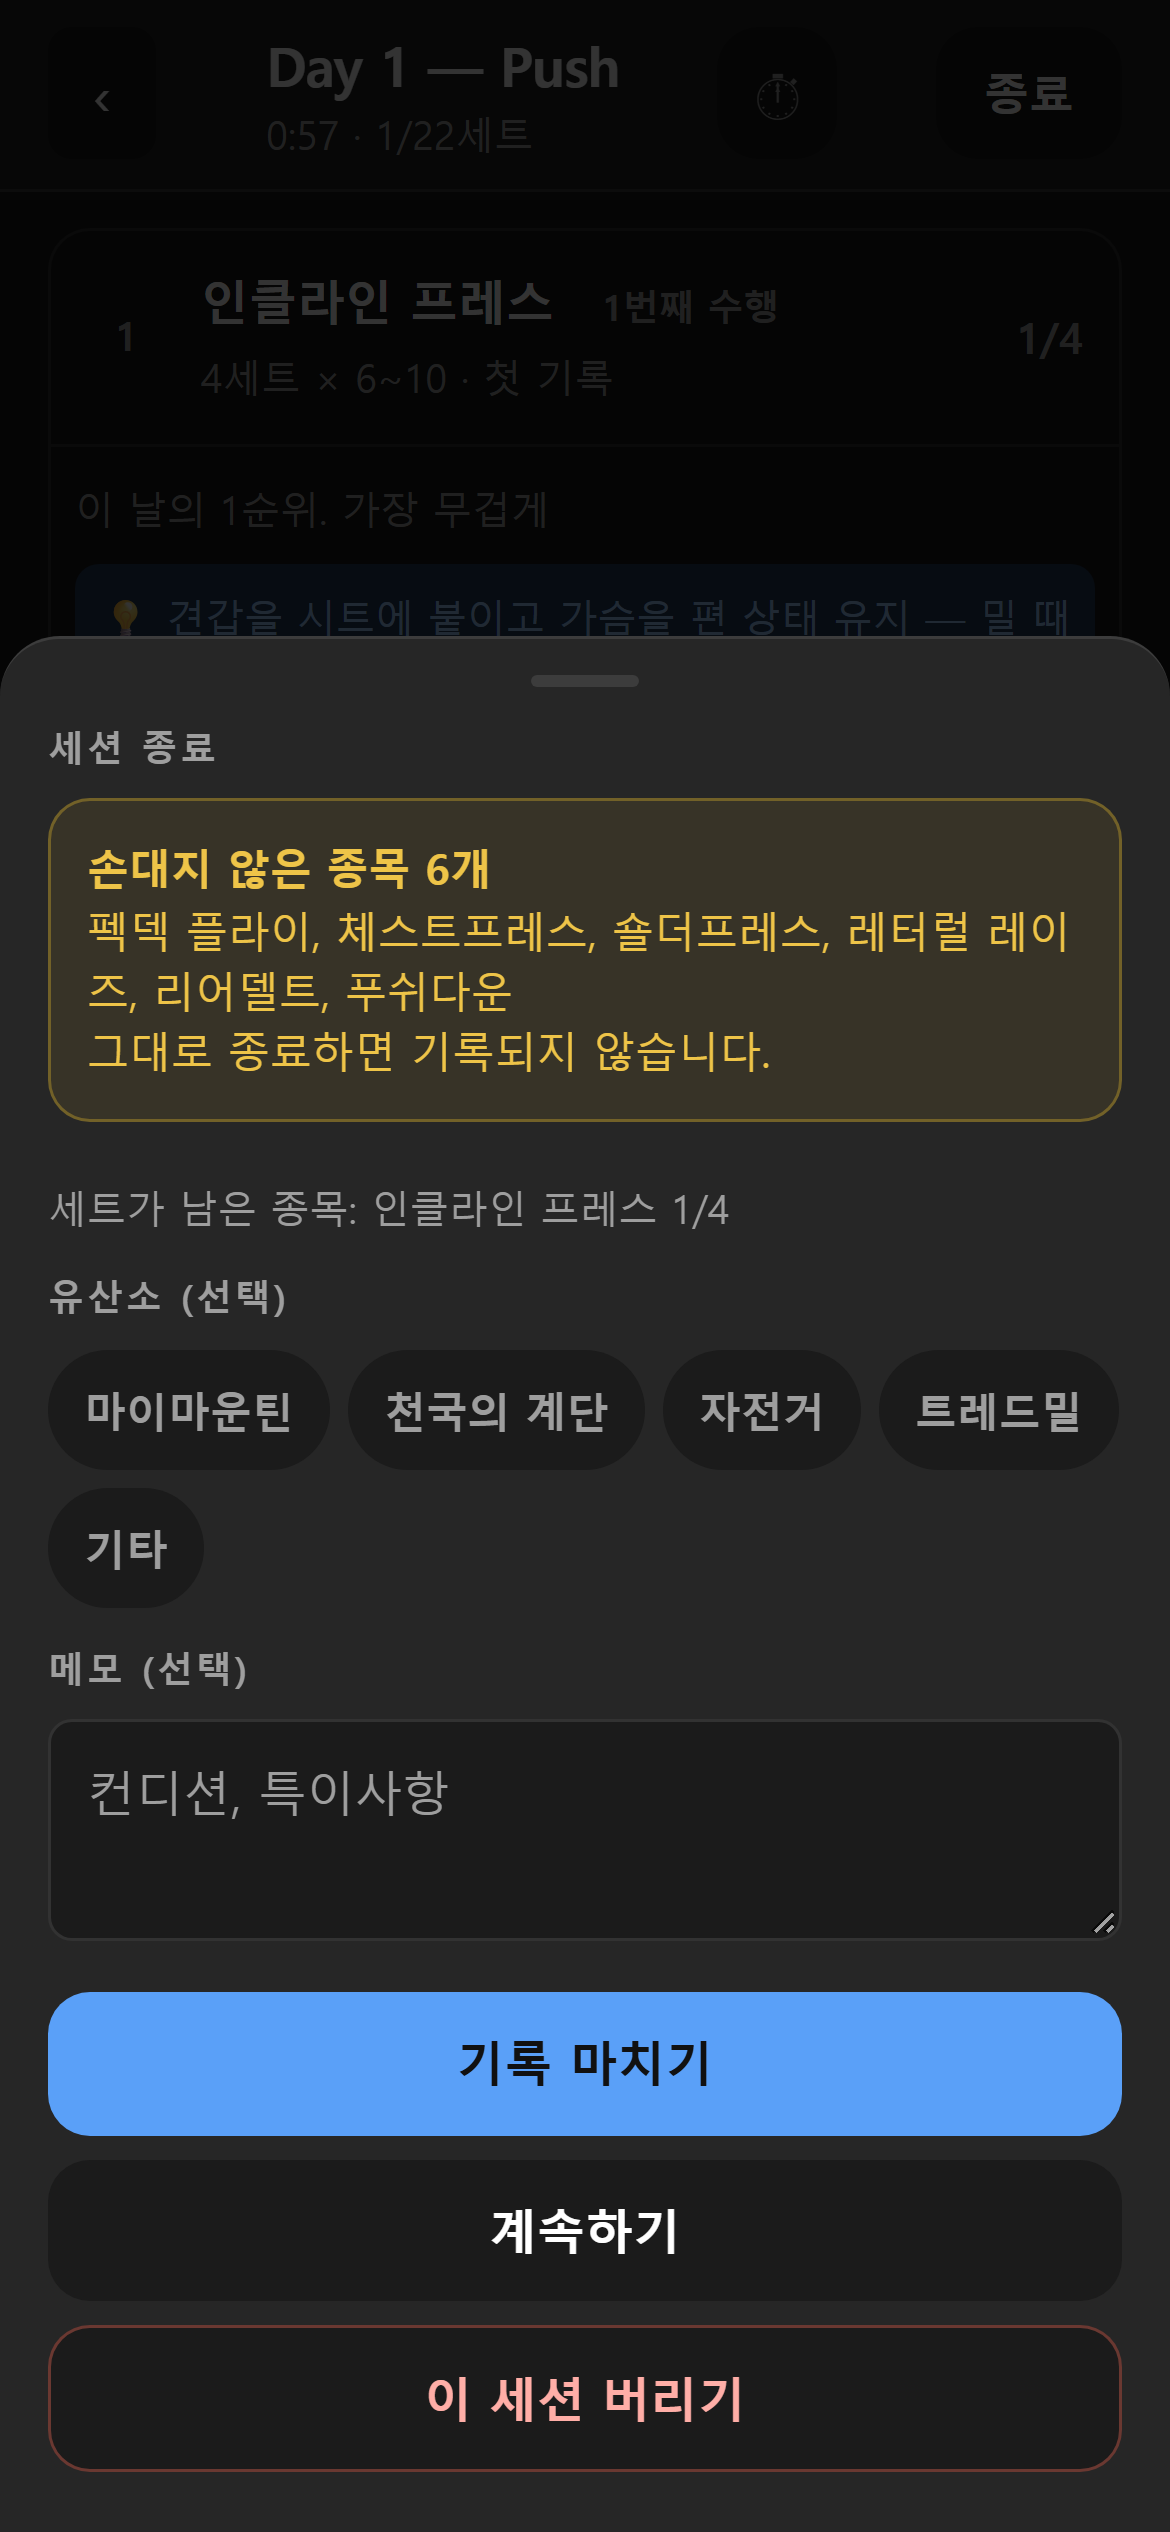 ‹
Day 1 — Push
0:57 · 1/22세트
종료
1
인클라인 프레스
1번째 수행
4세트 × 6~10 · 첫 기록
1/4
이 날의 1순위. 가장 무겁게
견갑을 시트에 붙이고 가슴을 편 상태 유지 — 밀 때
세션 종료
손대지 않은 종목 6개
펙덱 플라이, 체스트프레스, 숄더프레스, 레터럴 레이
즈, 리어델트, 푸쉬다운
그대로 종료하면 기록되지 않습니다.
세트가 남은 종목: 인클라인 프레스 1/4
유산소 (선택)
마이마운틴
천국의 계단
자전거
트레드밀
기타
메모 (선택)
컨디션, 특이사항
기록 마치기
계속하기
이 세션 버리기